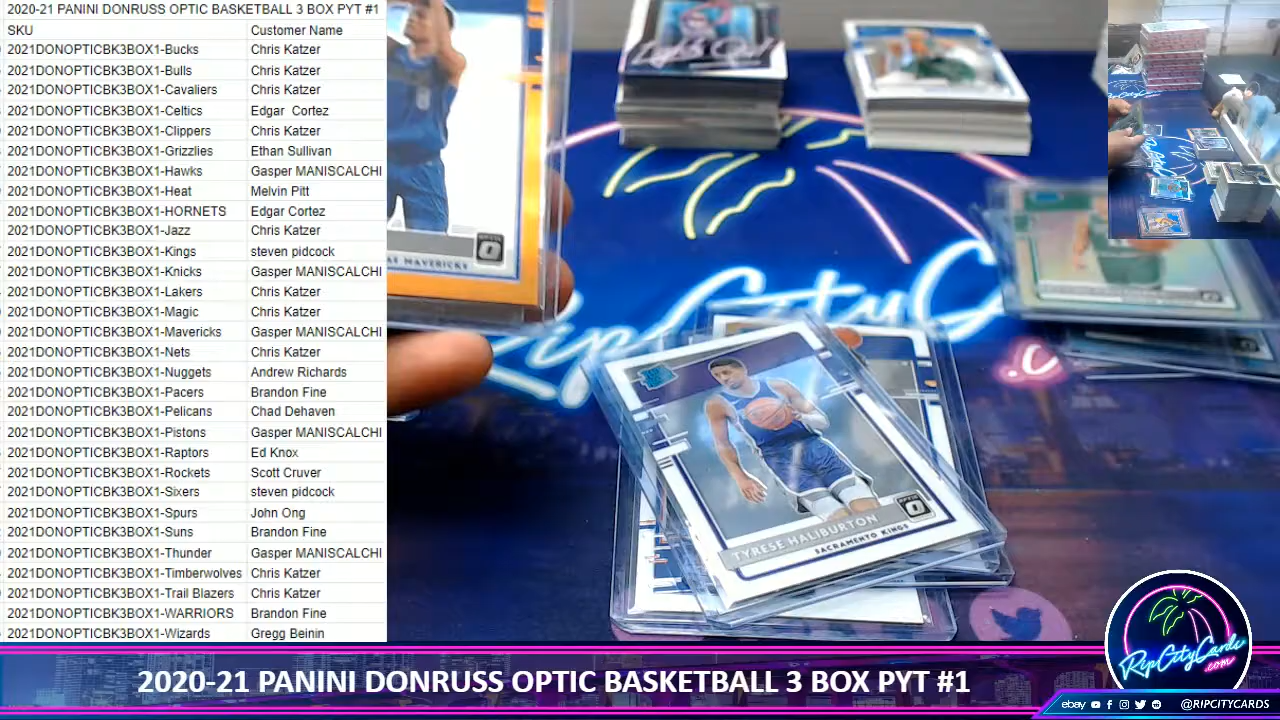 2020-21 PANINI DONRUSS OPTIC BASKETBALL 3 BOX PYT #1
SKU Customer Name
2021DONOPTICBK3BOX1-Bucks Chris Katzer
2021DONOPTICBK3BOX1-Bulls Chris Katzer
2021DONOPTICBK3BOX1-Cavaliers Chris Katzer
2021DONOPTICBK3BOX1-Celtics Edgar Cortez
2021DONOPTICBK3BOX1-Clippers Chris Katzer
2021DONOPTICBK3BOX1-Grizzlies Ethan Sullivan
2021DONOPTICBK3BOX1-Hawks Gasper MANISCALCHI
2021DONOPTICBK3BOX1-Heat Melvin Pitt
2021DONOPTICBK3BOX1-HORNETS Edgar Cortez
2021DONOPTICBK3BOX1-Jazz Chris Katzer
2021DONOPTICBK3BOX1-Kings steven pidcock
2021DONOPTICBK3BOX1-Knicks Gasper MANISCALCHI
2021DONOPTICBK3BOX1-Lakers Chris Katzer
2021DONOPTICBK3BOX1-Magic Chris Katzer
2021DONOPTICBK3BOX1-Mavericks Gasper MANISCALCHI
2021DONOPTICBK3BOX1-Nets Chris Katzer
2021DONOPTICBK3BOX1-Nuggets Andrew Richards
2021DONOPTICBK3BOX1-Pacers Brandon Fine
2021DONOPTICBK3BOX1-Pelicans Chad Dehaven
2021DONOPTICBK3BOX1-Pistons Gasper MANISCALCHI
2021DONOPTICBK3BOX1-Raptors Ed Knox
2021DONOPTICBK3BOX1-Rockets Scott Cruver
2021DONOPTICBK3BOX1-Sixers steven pidcock
2021DONOPTICBK3BOX1-Spurs John Ong
2021DONOPTICBK3BOX1-Suns Brandon Fine
2021DONOPTICBK3BOX1-Thunder Gasper MANISCALCHI
2021DONOPTICBK3BOX1-Timberwolves Chris Katzer
2021DONOPTICBK3BOX1-Trail Blazers Chris Katzer
2021DONOPTICBK3BOX1-WARRIORS Brandon Fine
2021DONOPTICBK3BOX1-Wizards Gregg Beinin
MAVERICKS
OPTIC
RipCityC
.c
TYRESE HALIBURTON
SACRAMENTO KINGS
OPTIC
RipCityCards
.com
2020-21 PANINI DONRUSS OPTIC BASKETBALL 3 BOX PYT #1
ebay @RIPCITYCARDS